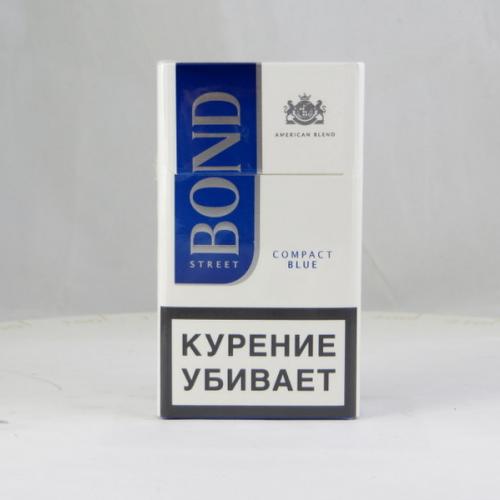 BOND
STREET
AMERICAN BLEND
COMPACT
BLUE
КУРЕНИЕ
УБИВАЕТ